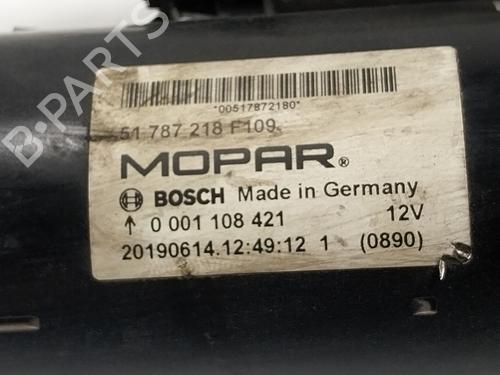 *00517872180*
51 787 218 F109
MOPAR®
BOSCH Made in Germany
↑ 0 001 108 421 12V
20190614.12:49:12 1 (0890)
B-PARTS